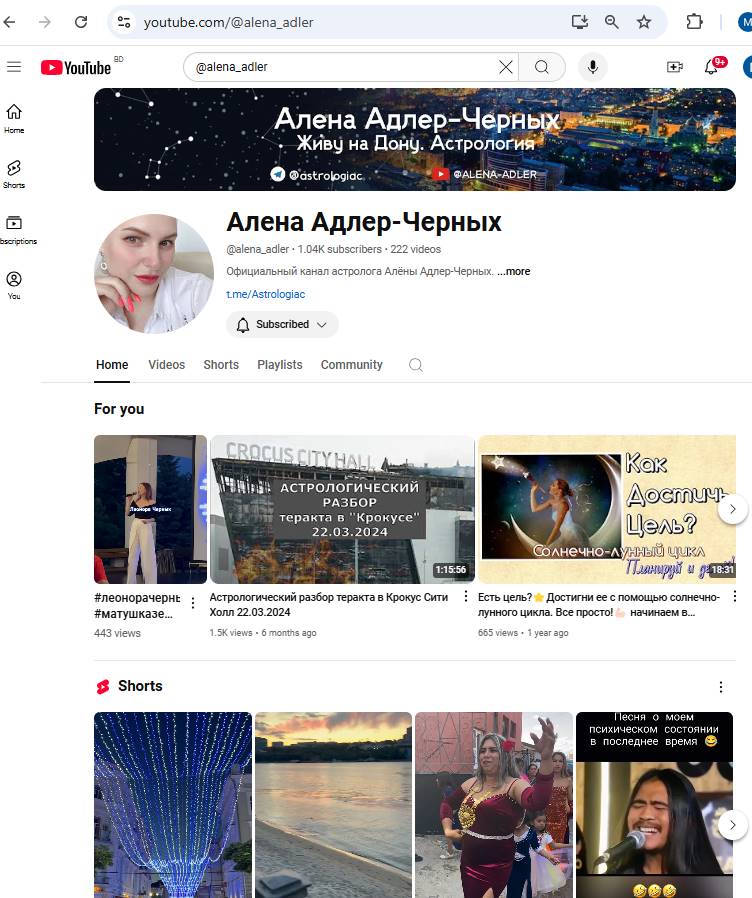 youtube.com/@alena_adler
YouTube BD
@alena_adler
9+
Home
Shorts
bscriptions
You
Алена Адлер-Черных
Живу на Дону. Астрология
@astrologiac
@ALENA-ADLER
Алена Адлер-Черных
@alena_adler • 1.04K subscribers • 222 videos
Официальный канал астролога Алёны Адлер-Черных. ...more
t.me/Astrologiac
Subscribed
Home Videos Shorts Playlists Community
For you
Леонора Черных
CROCUS CITY HALL
АСТРОЛОГИЧЕСКИЙ
РАЗБОР
теракта в "Крокусе"
22.03.2024
1:15:56
Как
Достичь
Цель?
Солнечно-лунный цикл
Планируй и
18:31
#леонорачернь
#матушказе...
443 views
Астрологический разбор теракта в Крокус Сити
Холл 22.03.2024
1.5K views • 6 months ago
Есть цель?⭐ Достигни ее с помощью солнечно-
лунного цикла. Все просто!💪🏻 начинаем в...
665 views • 1 year ago
Shorts
Песня о моем
психическом состоянии
в последнее время 😂